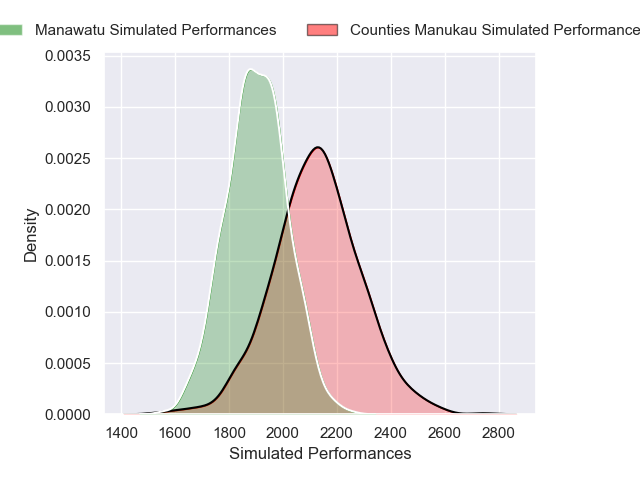 Manawatu Simulated Performances
Counties Manukau Simulated Performance
0.0035
0.0030
0.0025
0.0020
0.0015
0.0010
0.0005
0.0000
Density
1400 1600 1800 2000 2200 2400 2600 2800
Simulated Performances